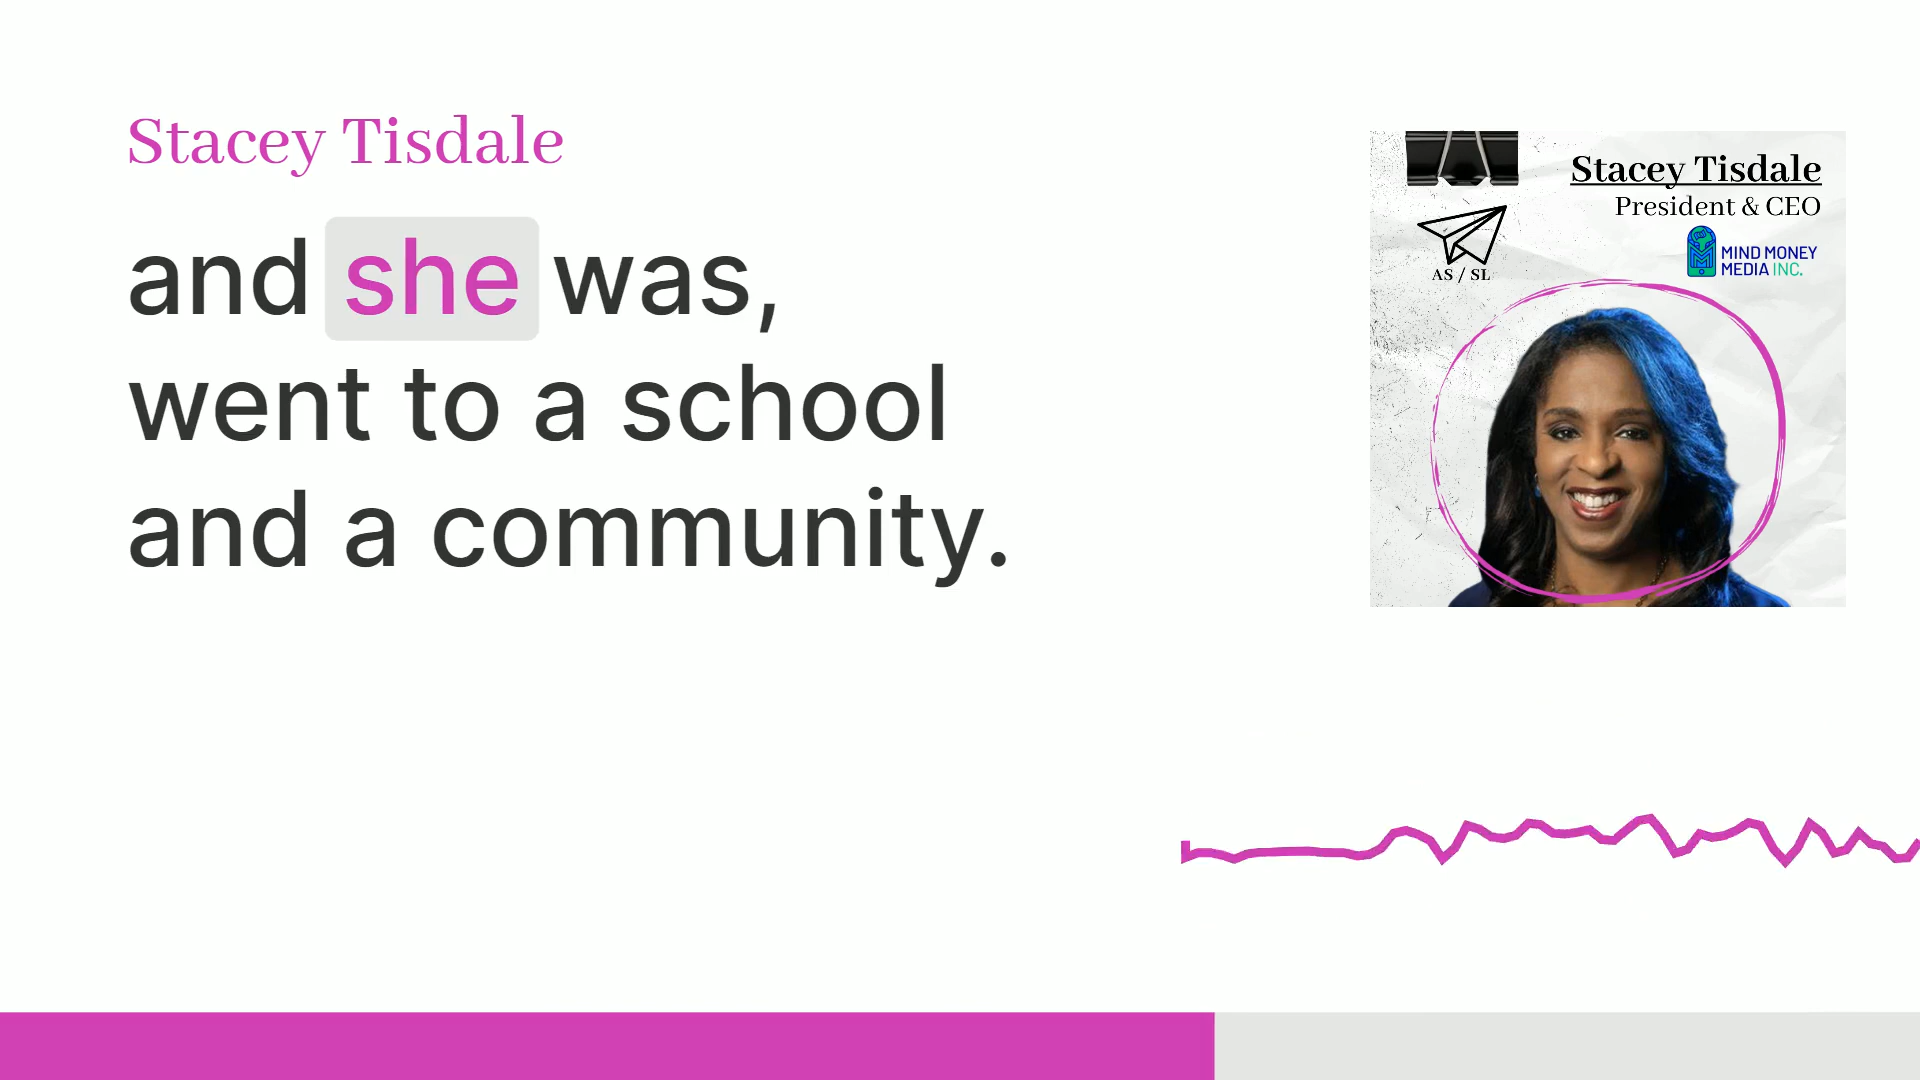 Stacey Tisdale
and she was,
went to a school
and a community.
Stacey Tisdale
President & CEO
MIND MONEY
MEDIA INC.
AS / SL